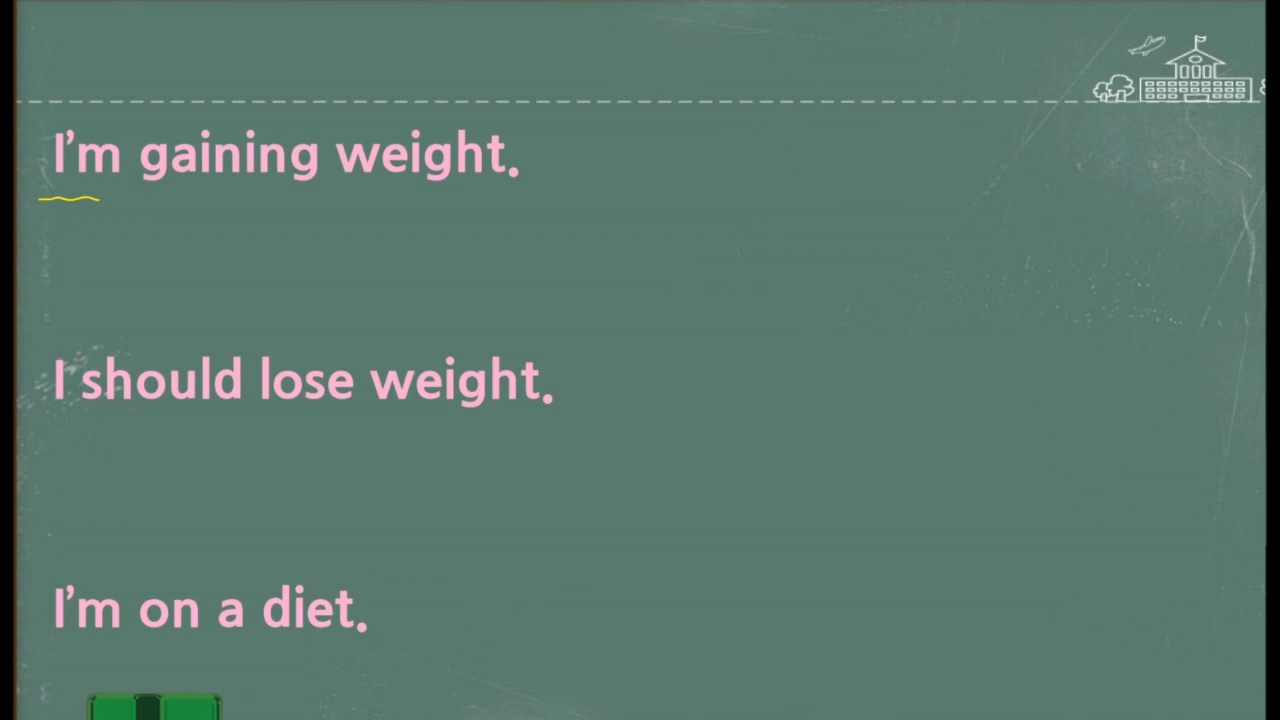 I’m gaining weight.
I should lose weight.
I’m on a diet.